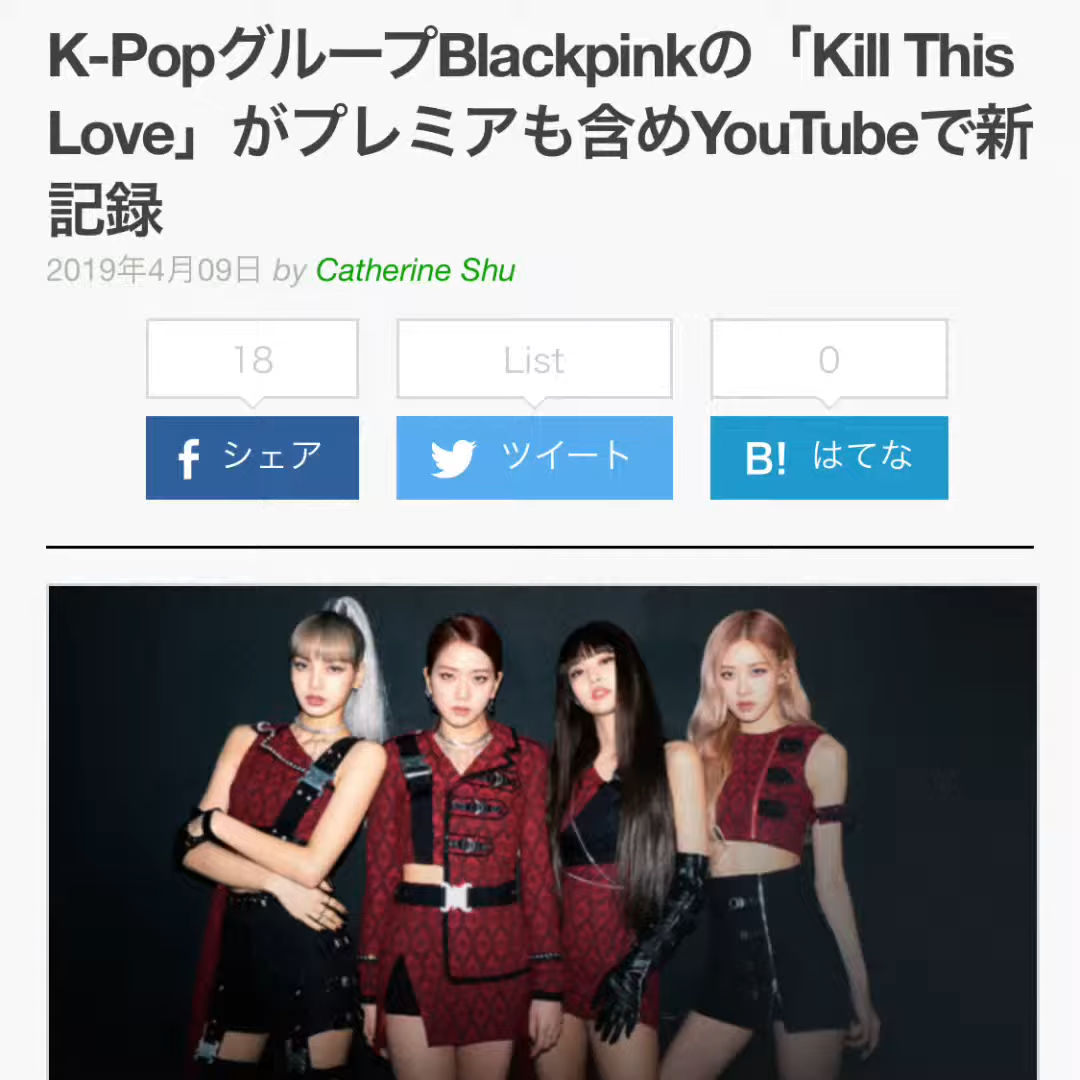 K-PopグループBlackpinkの「Kill This
Love」がプレミアも含めYouTubeで新
記録
2019年4月09日 by Catherine Shu
18
List
0
f シェア
ツイート
B! はてな